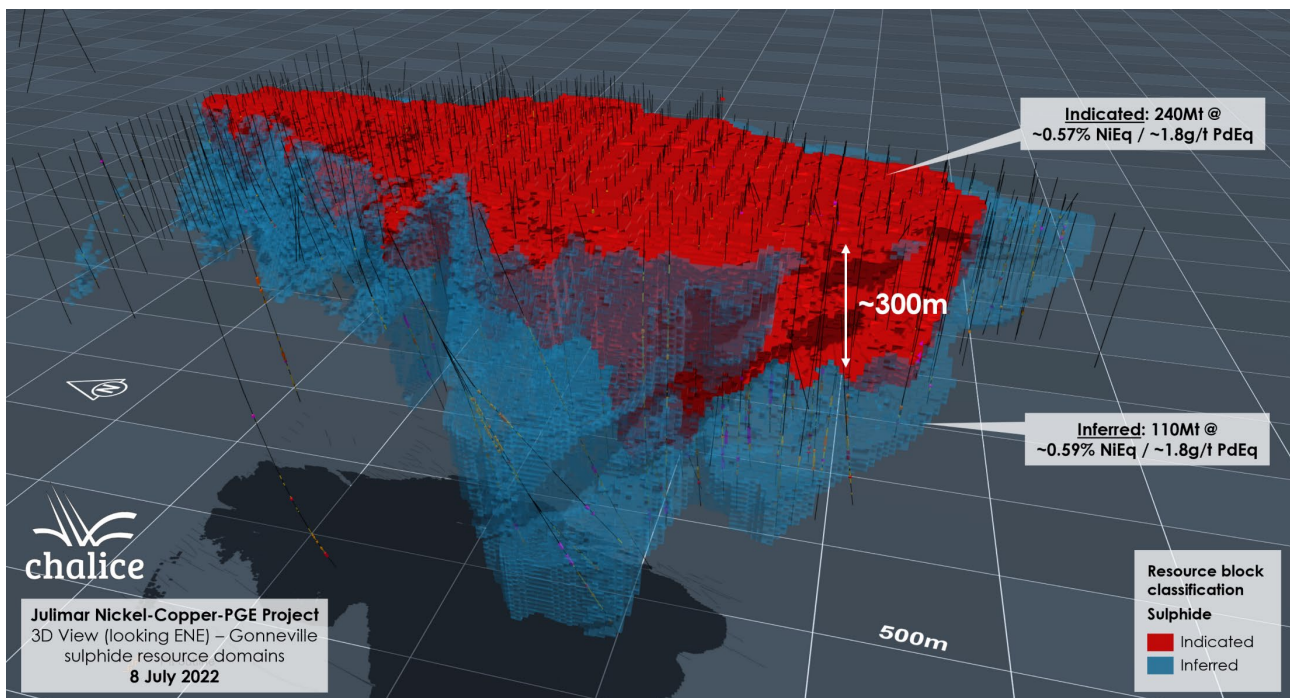 Indicated: 240Mt @
~0.57% NiEq / ~1.8g/t PdEq
~300m
N
Inferred: 110Mt @
~0.59% NiEq / ~1.8g/t PdEq
chalice
Julimar Nickel-Copper-PGE Project
3D View (looking ENE) – Gonneville
sulphide resource domains
8 July 2022
500m
Resource block
classification
Sulphide
Indicated
Inferred